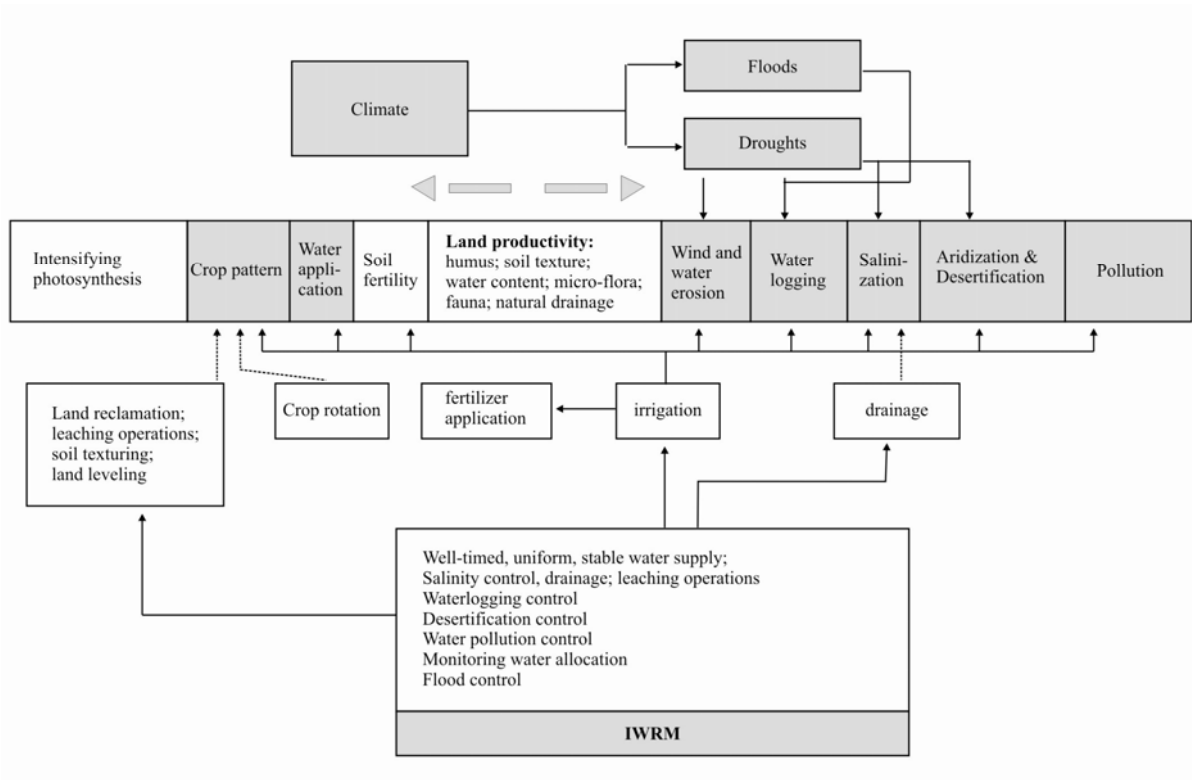 Floods
Climate
Droughts
Intensifying
photosynthesis
Crop pattern
Water
appli-
cation
Soil
fertility
Land productivity:
humus; soil texture;
water content; micro-flora;
fauna; natural drainage
Wind and
water
erosion
Water
logging
Salini-
zation
Aridization &
Desertification
Pollution
Land reclamation;
leaching operations;
soil texturing;
land leveling
Crop rotation
fertilizer
application
irrigation
drainage
Well-timed, uniform, stable water supply;
Salinity control, drainage; leaching operations
Waterlogging control
Desertification control
Water pollution control
Monitoring water allocation
Flood control
IWRM